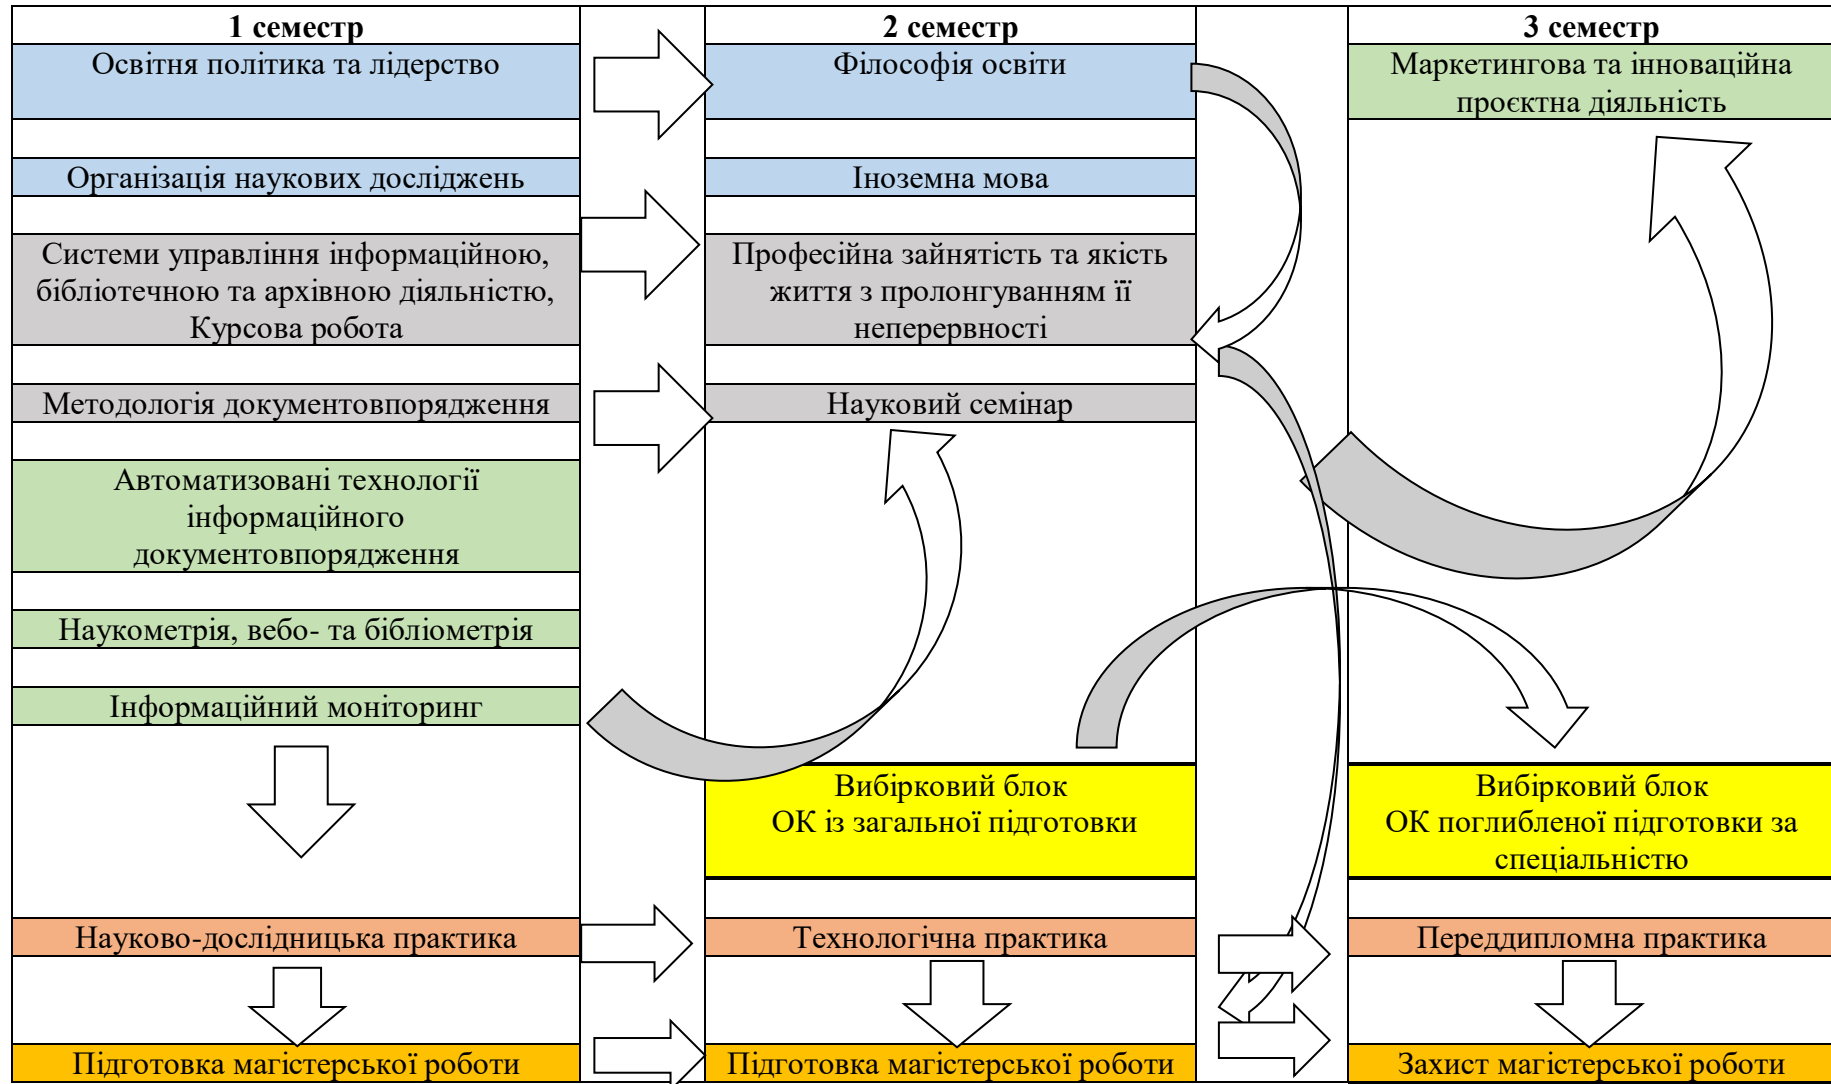 1 семестр
2 семестр
3 семестр
Освітня політика та лідерство
Філософія освіти
Маркетингова та інноваційна
проєктна діяльність
Організація наукових досліджень
Іноземна мова
Системи управління інформаційною,
бібліотечною та архівною діяльністю,
Курсова робота
Професійна зайнятість та якість
життя з пролонгуванням її
неперервності
Методологія документовпорядження
Науковий семінар
Автоматизовані технології
інформаційного
документовпорядження
Наукометрія, вебо- та бібліометрія
Інформаційний моніторинг
Вибірковий блок
ОК із загальної підготовки
Вибірковий блок
ОК поглибленої підготовки за
спеціальністю
Науково-дослідницька практика
Технологічна практика
Переддипломна практика
Підготовка магістерської роботи
Підготовка магістерської роботи
Захист магістерської роботи